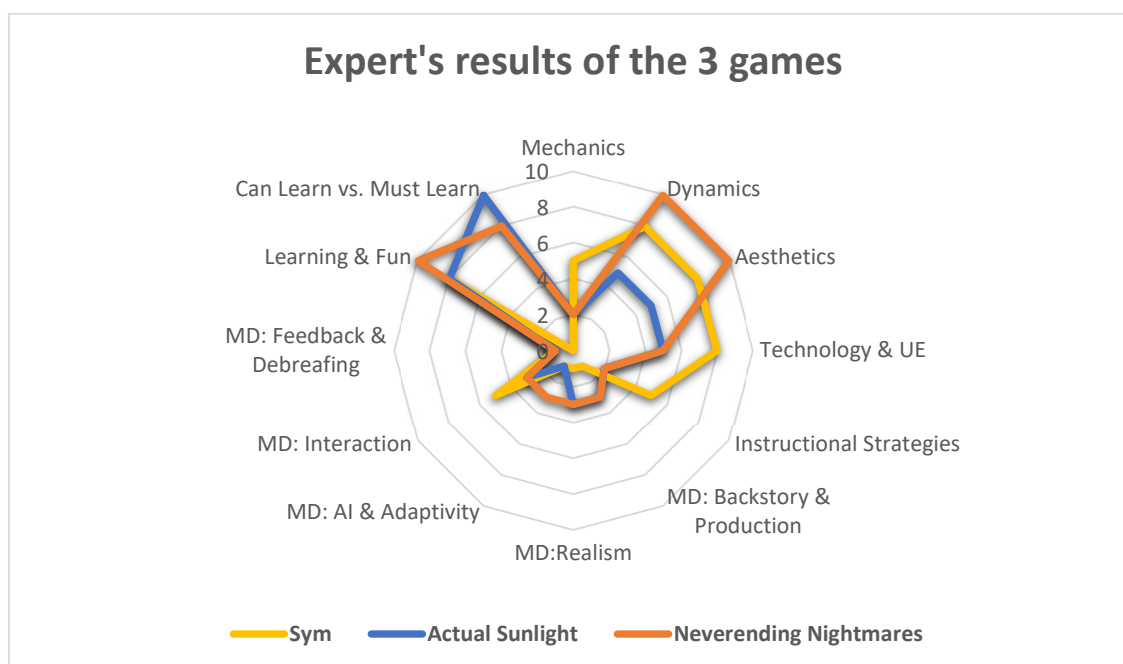 Expert's results of the 3 games
Mechanics
10
Can Learn vs. Must Learn
Dynamics
8
6
Learning & Fun
Aesthetics
4
2
MD: Feedback &
Debreafing
0
Technology & UE
MD: Interaction
Instructional Strategies
MD: AI & Adaptivity
MD: Backstory &
Production
MD:Realism
Sym
Actual Sunlight
Neverending Nightmares